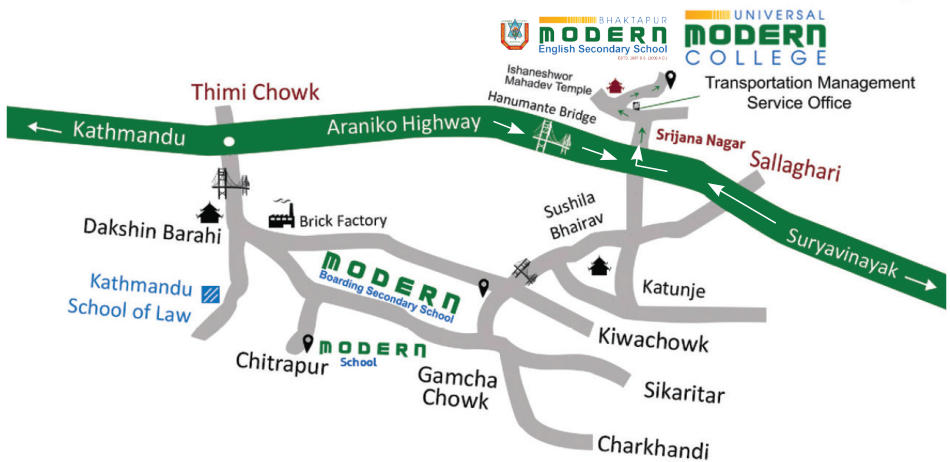 BHAKTAPUR
MODERN
English Secondary School
UNIVERSAL
MODERN
COLLEGE
Ishaneshwor
Mahadev Temple
Transportation Management
Service Office
Thimi Chowk
Hanumante Bridge
Kathmandu
Araniko Highway
Srijana Nagar
Sallaghari
Dakshin Barahi
Brick Factory
Sushila
Bhairav
Suryavinayak
Kathmandu
School of Law
MODERN
Boarding Secondary School
Katunje
Kiwachowk
Chitrapur
MODERN
School
Gamcha
Chowk
Sikaritar
Charkhandi